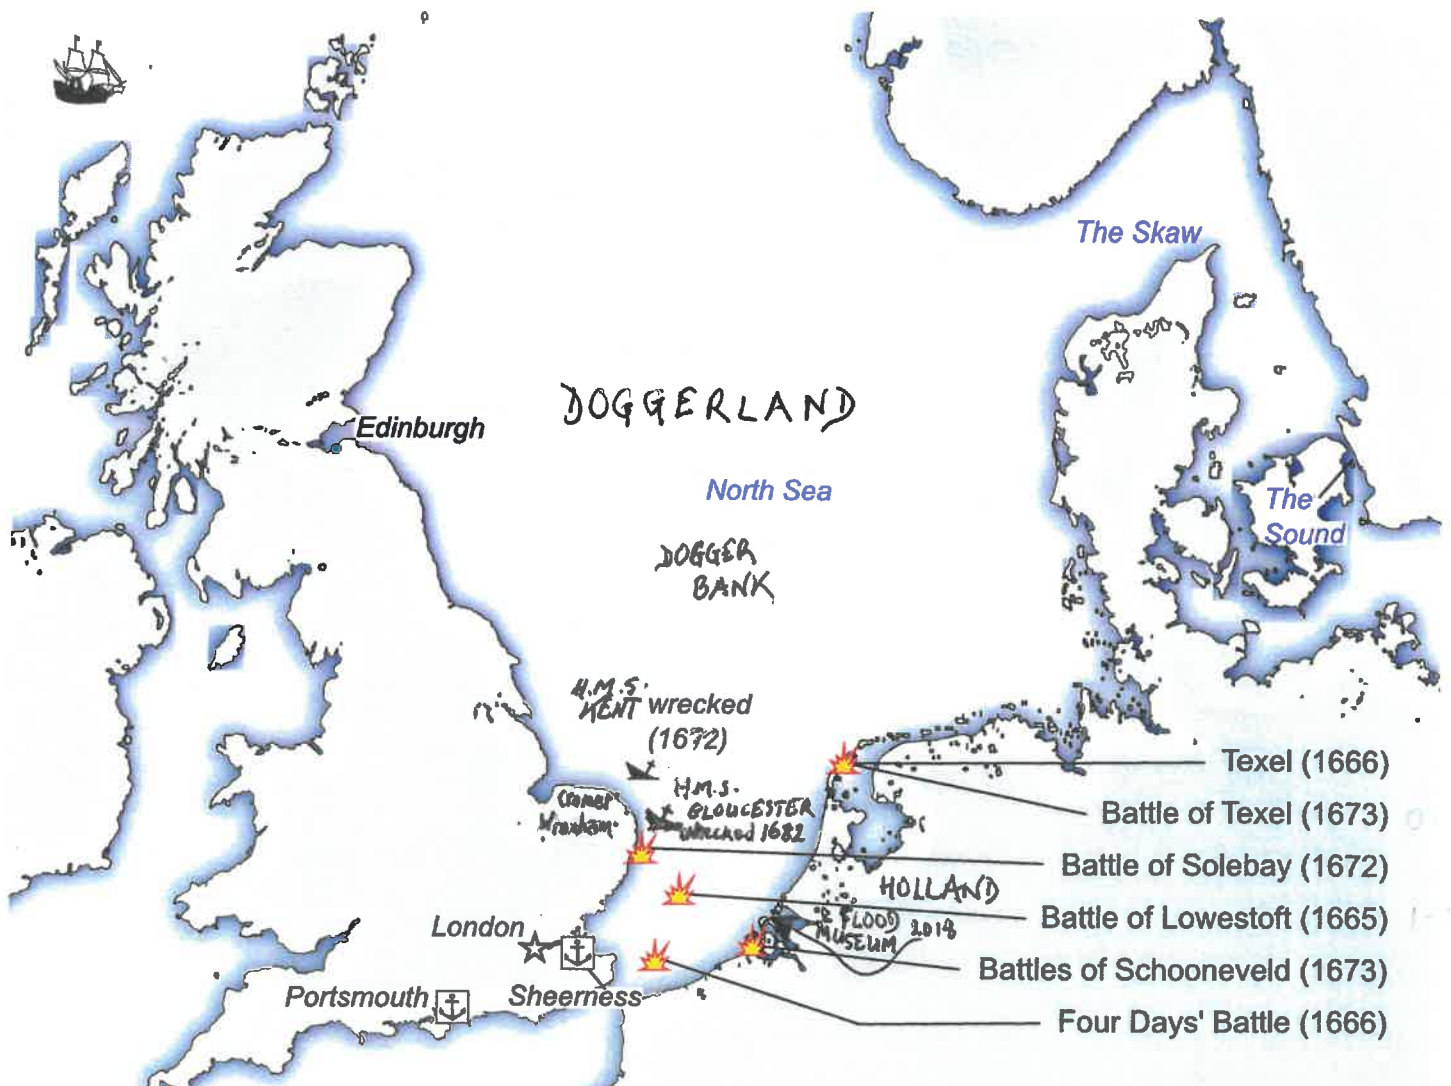 The Skaw
DOGGERLAND
Edinburgh
North Sea
The
Sound
DOGGER
BANK
H.M.S.
KENT wrecked
(1672)
H.M.S.
GLOUCESTER
wrecked 1682
Cromer
Wroxham
Texel (1666)
Battle of Texel (1673)
Battle of Solebay (1672)
HOLLAND
Battle of Lowestoft (1665)
FLOOD
MUSEUM 2018
London
Battles of Schooneveld (1673)
Portsmouth
Sheerness
Four Days' Battle (1666)